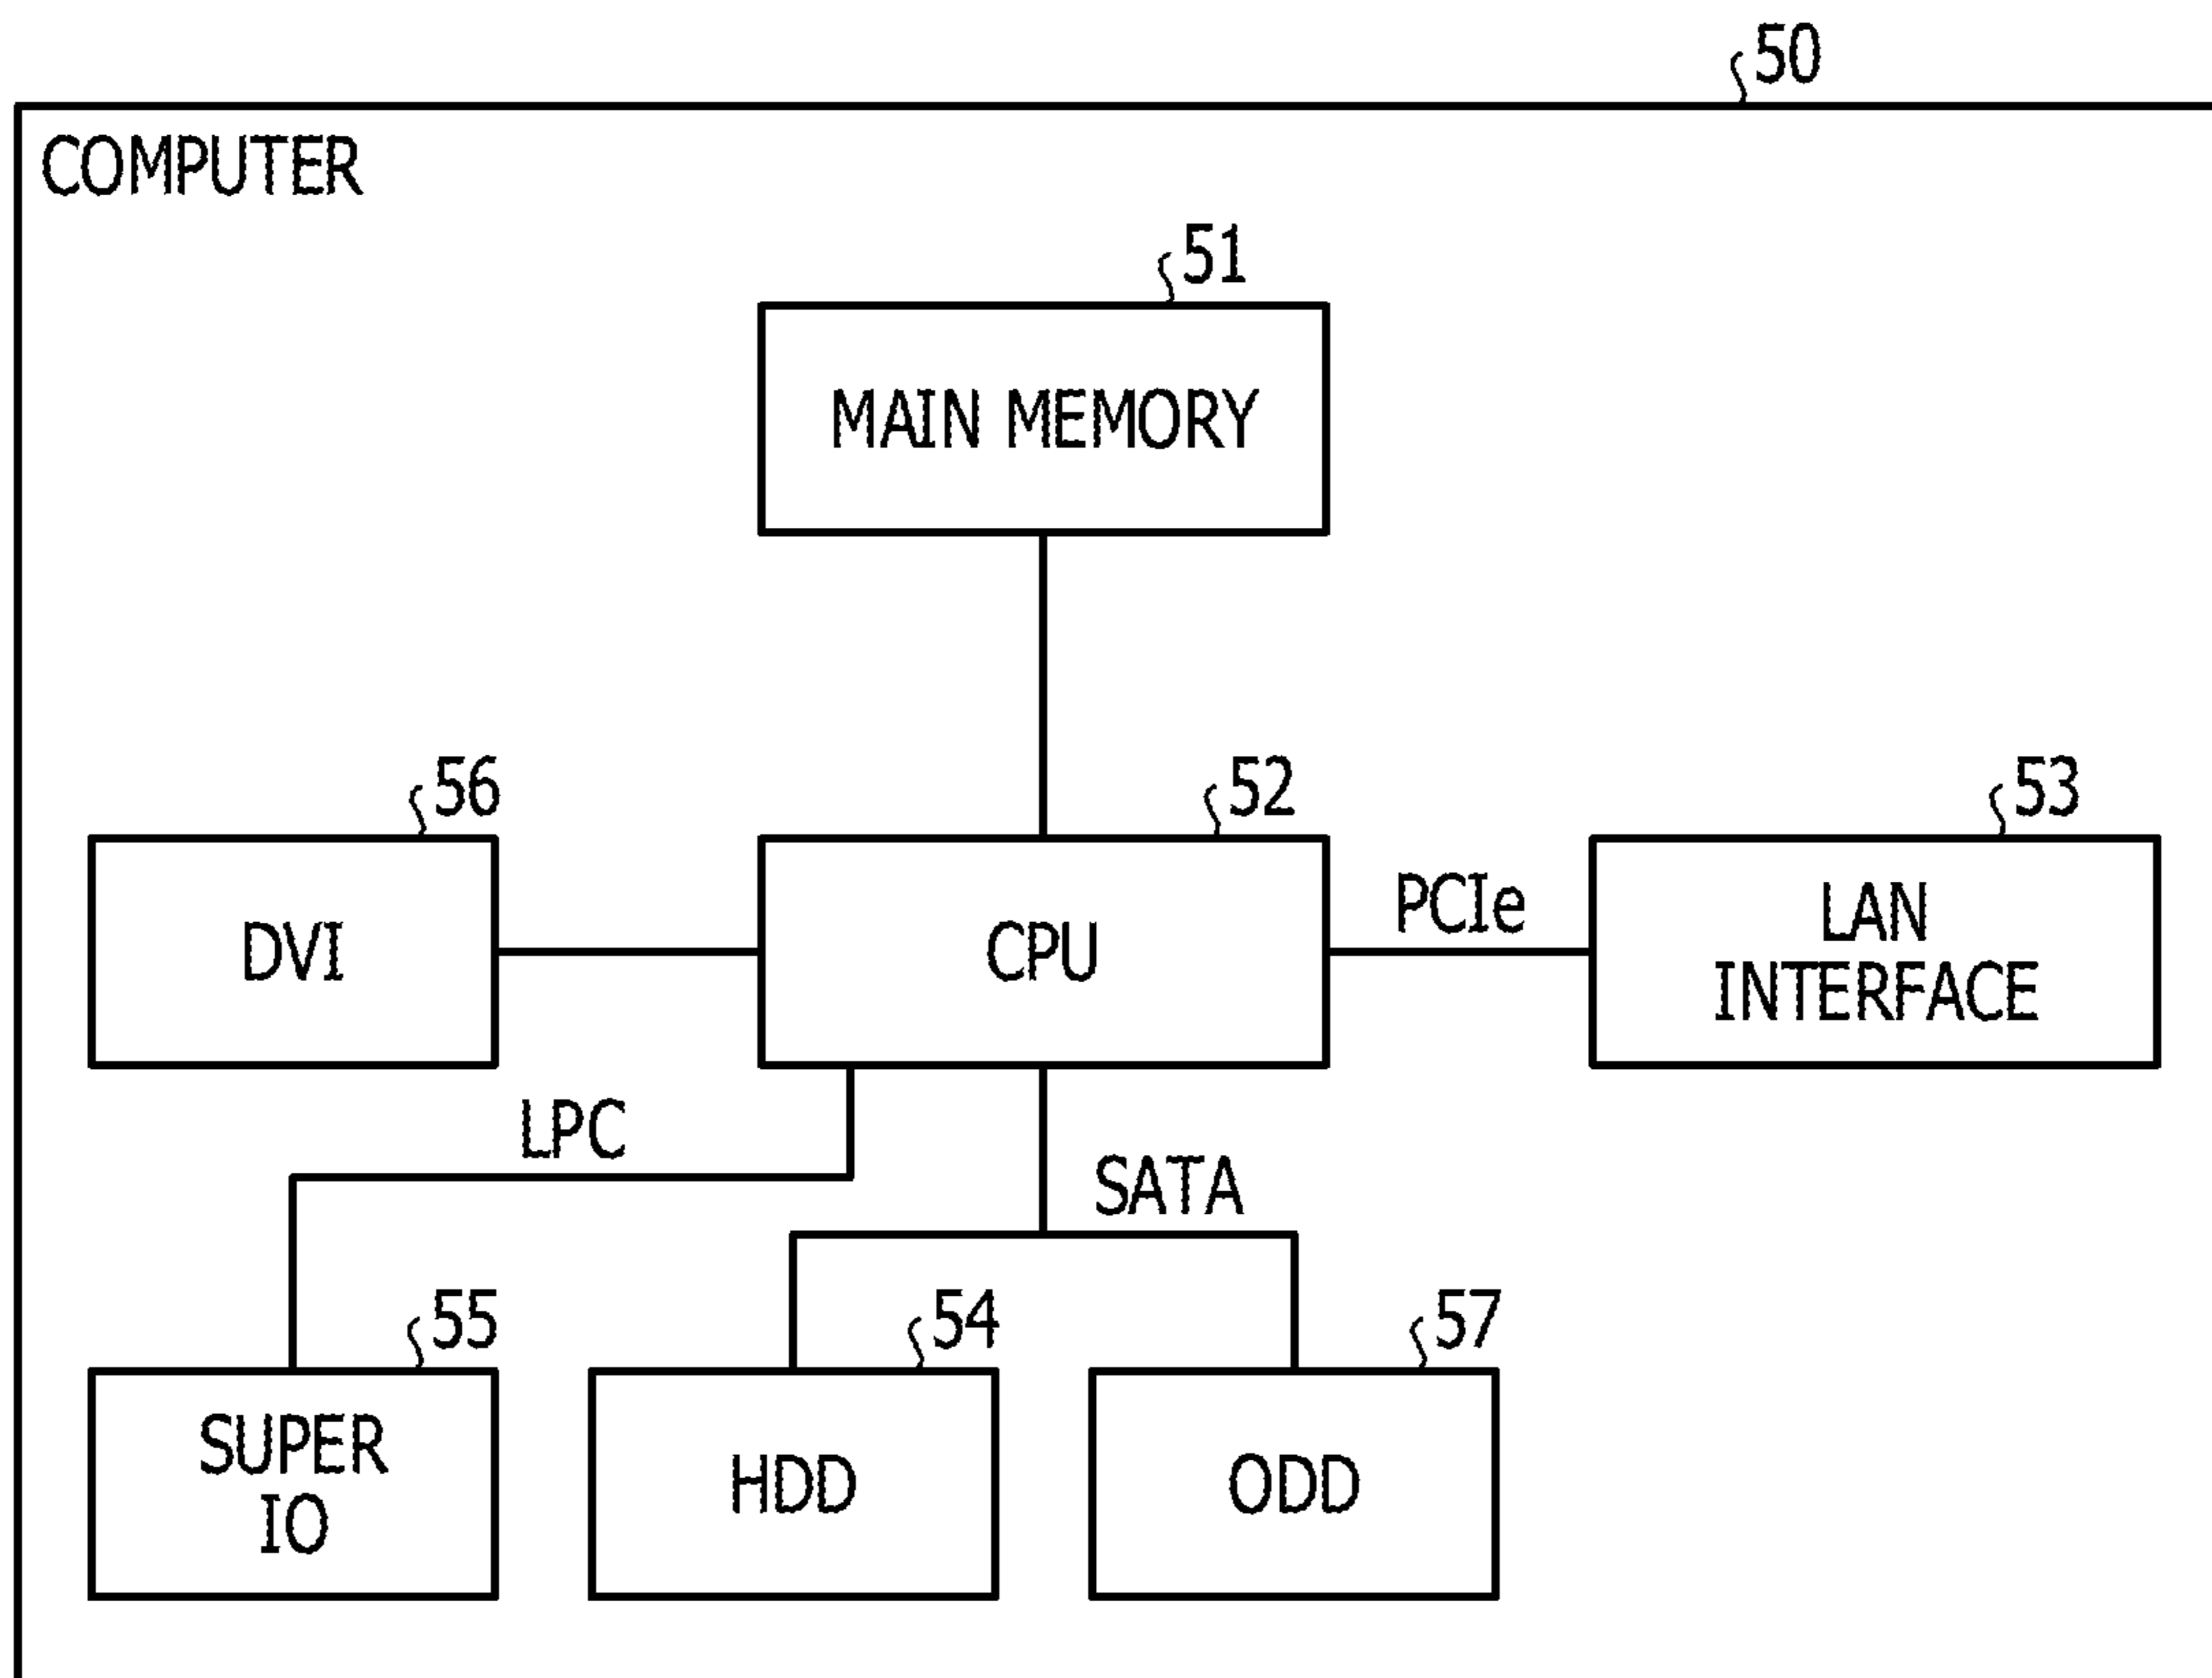 50
COMPUTER
51
MAIN MEMORY
56
52
53
DVI
CPU
PCIe
LAN
INTERFACE
LPC
SATA
55
54
57
SUPER
IO
HDD
ODD